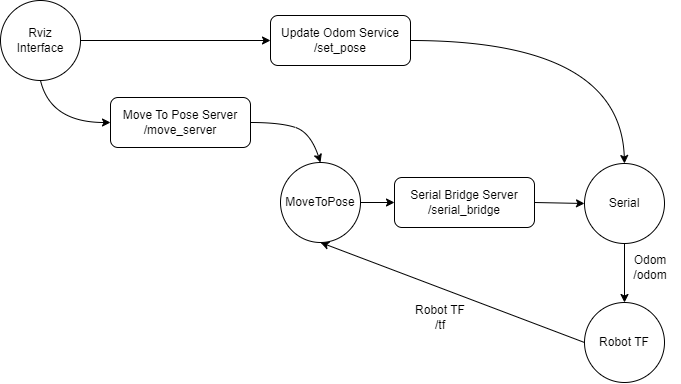 Rviz
Interface
Update Odom Service
/set_pose
Move To Pose Server
/move_server
MoveToPose
Serial Bridge Server
/serial_bridge
Serial
Odom
/odom
Robot TF
/tf
Robot TF